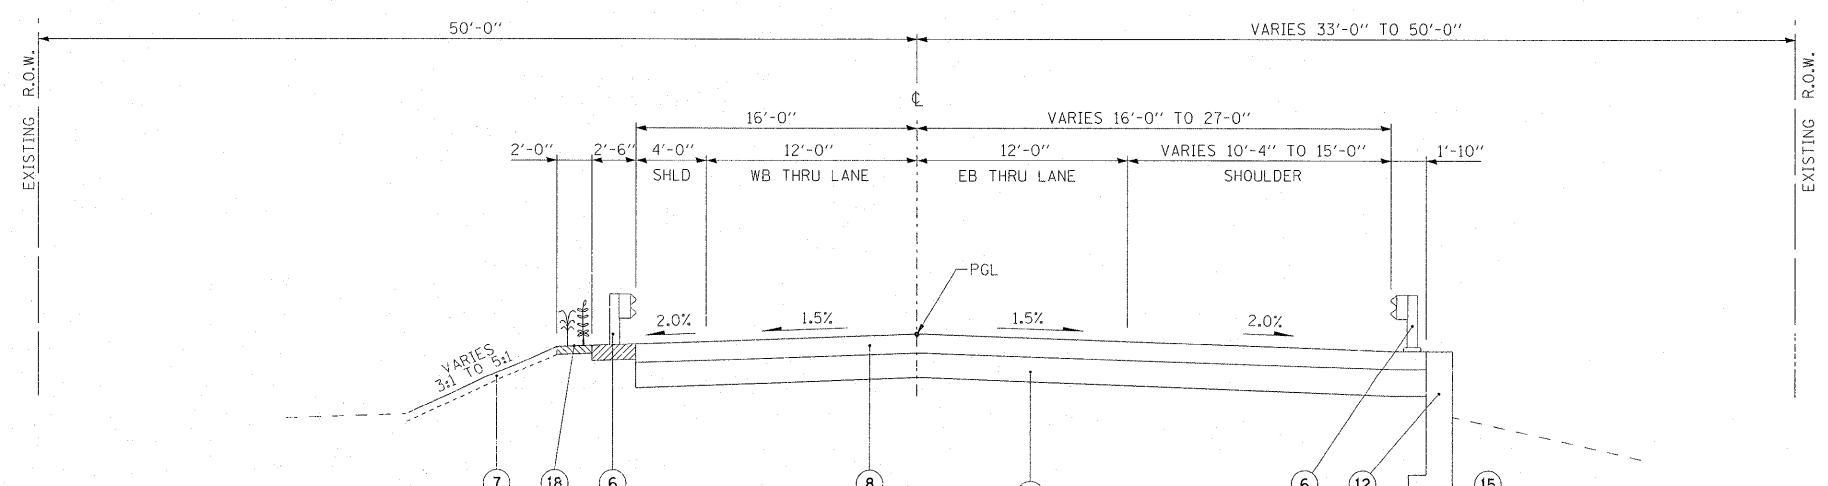 50'-0"
VARIES 33'-0" TO 50'-0"
EXISTING R.O.W.
EXISTING R.O.W.
℄
16'-0"
VARIES 16'-0" TO 27-0"
2'-0"
2'-6"
4'-0"
12'-0"
12'-0"
VARIES 10'-4" TO 15'-0"
1'-10"
SHLD
WB THRU LANE
EB THRU LANE
SHOULDER
PGL
2.0%
1.5%
1.5%
2.0%
VARIES
3:1 TO 5:1
7
18
6
8
6
12
15